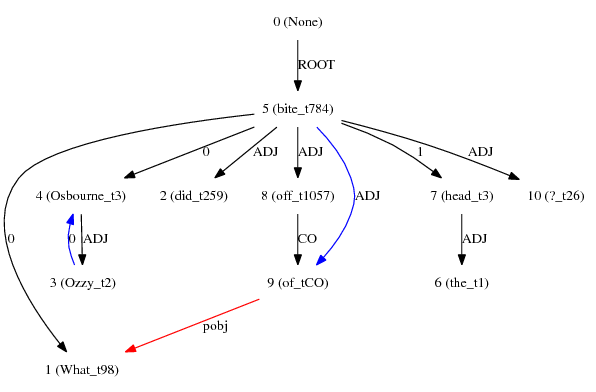 0 (None)
ROOT
5 (bite_t784)
0 ADJ ADJ 1 ADJ
4 (Osbourne_t3) 2 (did_t259) 8 (off_t1057) ADJ 7 (head_t3) 10 (?_t26)
0 0 ADJ CO ADJ
3 (Ozzy_t2) 9 (of_tCO) 6 (the_t1)
pobj
1 (What_t98)